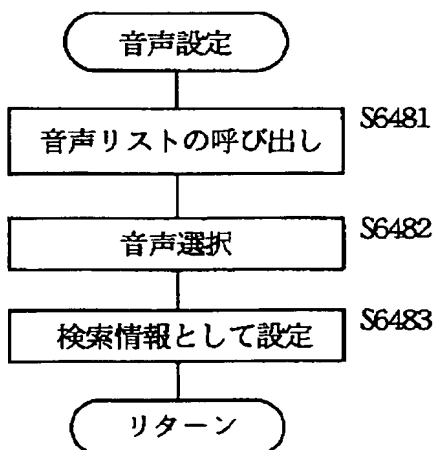 音声設定
音声リストの呼び出し S6481
音声選択 S6482
検索情報として設定 S6483
リターン